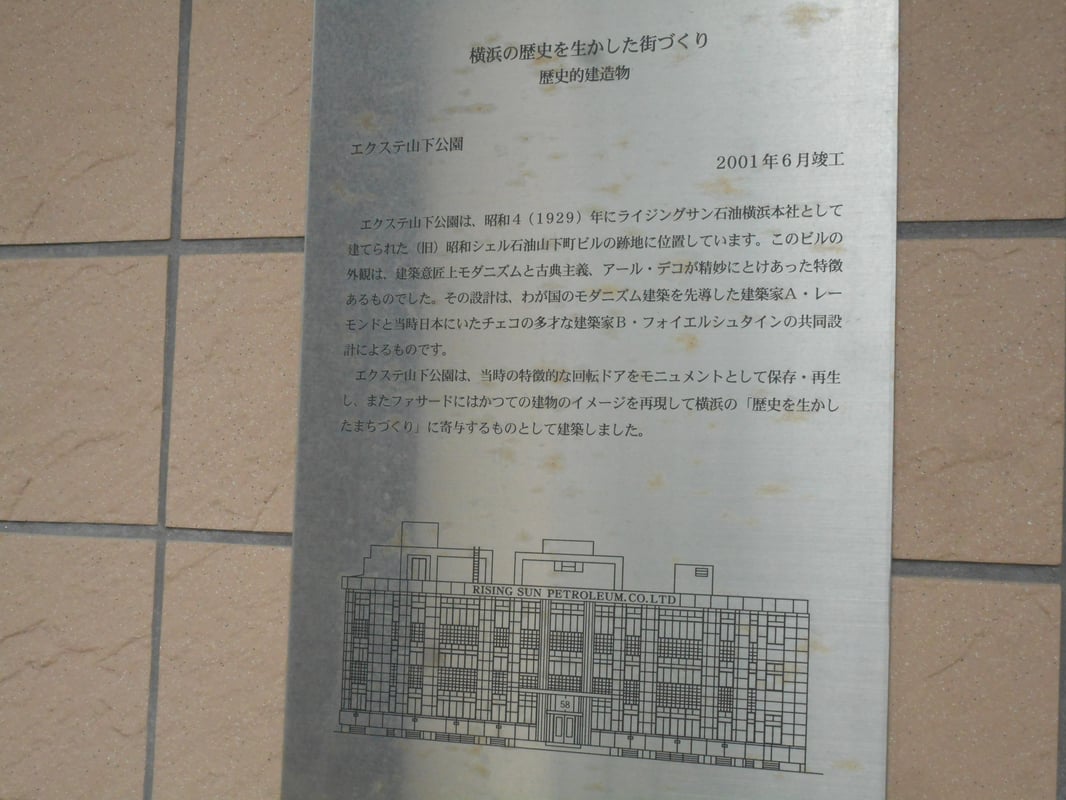 横浜の歴史を生かした街づくり
歴史的建造物
エクステ山下公園
2001年6月竣工
エクステ山下公園は、昭和4（1929）年にライジングサン石油横浜本社として
建てられた（旧）昭和シェル石油山下町ビルの跡地に位置しています。このビルの
外観は、建築意匠上モダニズムと古典主義、アール・デコが精妙にとけあった特徴
あるものでした。その設計は、わが国のモダニズム建築を先導した建築家A・レー
モンドと当時日本にいたチェコの多才な建築家B・フォイエルシュタインの共同設
計によるものです。
エクステ山下公園は、当時の特徴的な回転ドアをモニュメントとして保存・再生
し、またファサードにはかつての建物のイメージを再現して横浜の「歴史を生かし
たまちづくり」に寄与するものとして建築しました。
RISING SUN PETROLEUM.CO.LTD
58